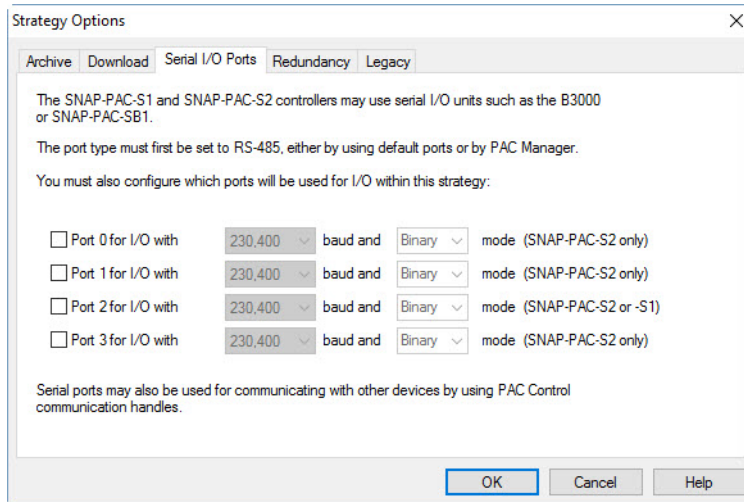 Strategy Options
Archive Download Serial I/O Ports Redundancy Legacy
The SNAP-PAC-S1 and SNAP-PAC-S2 controllers may use serial I/O units such as the B3000
or SNAP-PAC-SB1.
The port type must first be set to RS-485, either by using default ports or by PAC Manager.
You must also configure which ports will be used for I/O within this strategy:
Port 0 for I/O with 230,400 baud and Binary mode (SNAP-PAC-S2 only)
Port 1 for I/O with 230,400 baud and Binary mode (SNAP-PAC-S2 only)
Port 2 for I/O with 230,400 baud and Binary mode (SNAP-PAC-S2 or -S1)
Port 3 for I/O with 230,400 baud and Binary mode (SNAP-PAC-S2 only)
Serial ports may also be used for communicating with other devices by using PAC Control
communication handles.
OK Cancel Help